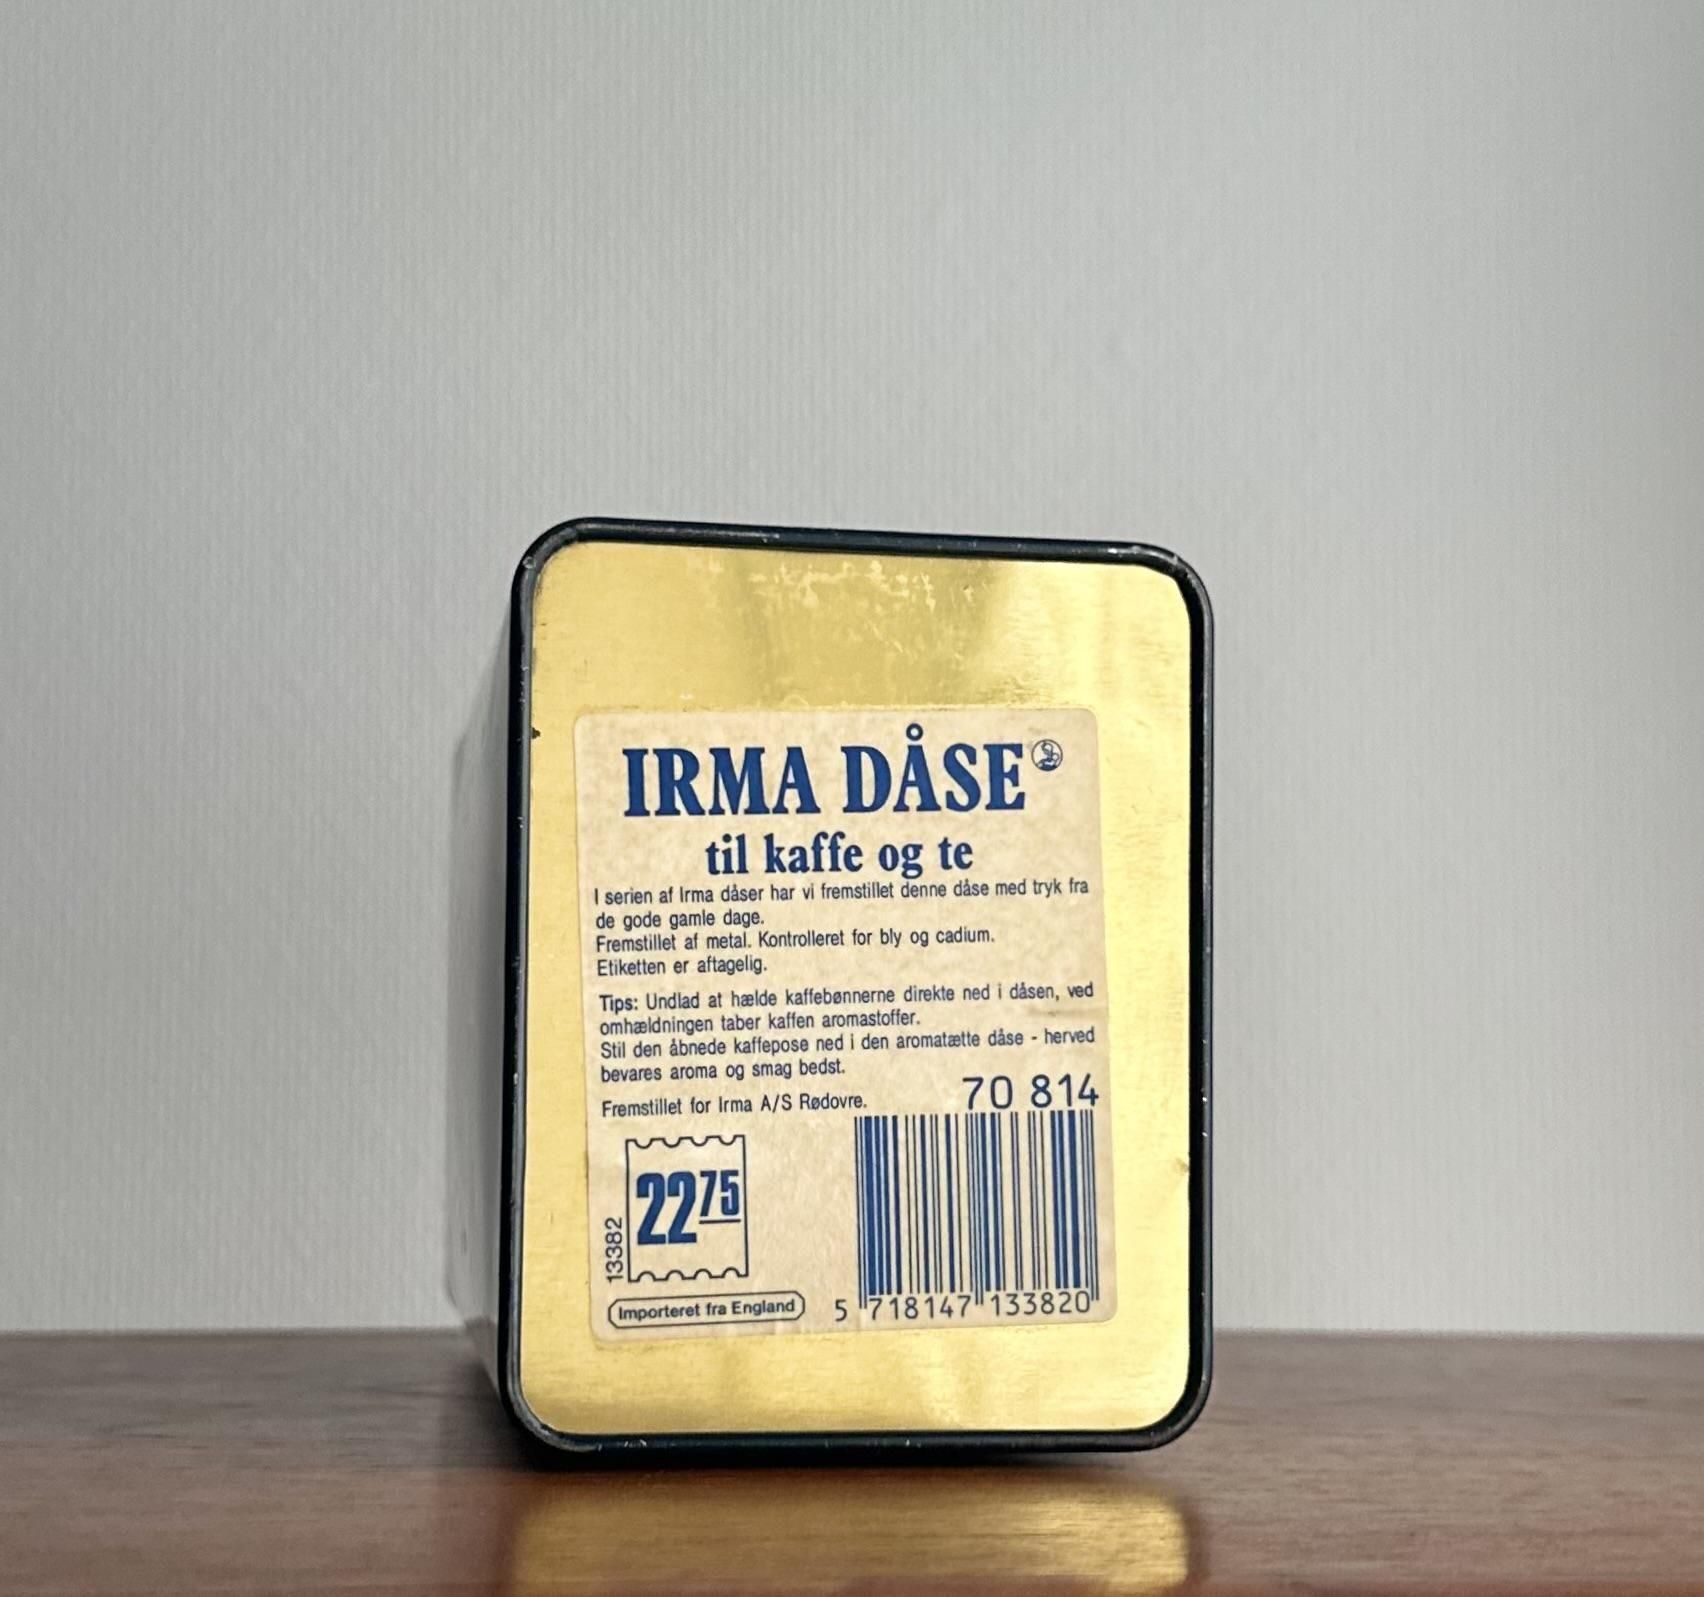 IRMA DÅSE
til kaffe og te
I serien af Irma dåser har vi fremstillet denne dåse med tryk fra
de gode gamle dage.
Fremstillet af metal. Kontrolleret for bly og cadium.
Etiketten er aftagelig.
Tips: Undlad at hælde kaffebønnerne direkte ned i dåsen, ved
omhældningen taber kaffen aromastoffer.
Stil den åbnede kaffepose ned i den aromatætte dåse - herved
bevares aroma og smag bedst.
Fremstillet for Irma A/S Rødovre.
70 814
13382
22 75
Importeret fra England
5 718147 133820